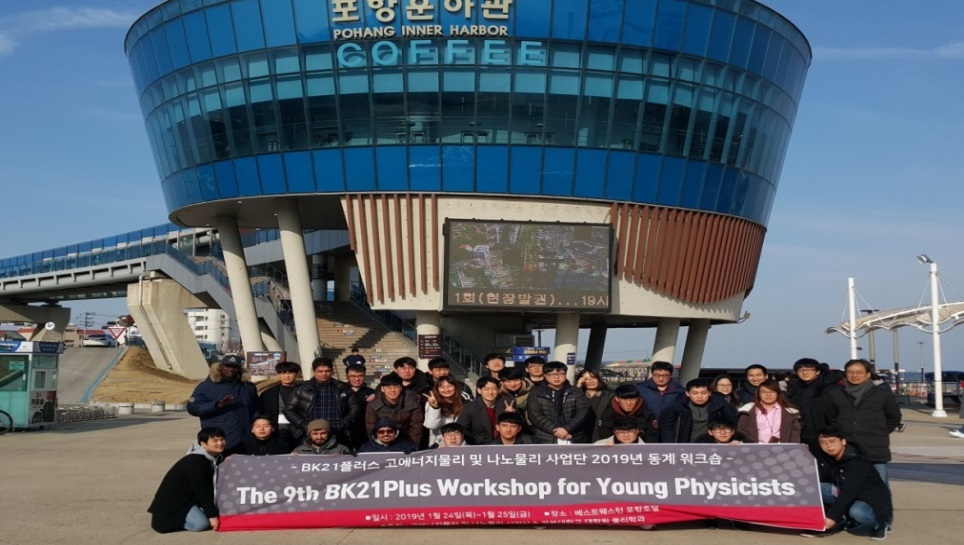 포항운하관
POHANG INNER HARBOR
COFFEE
1회(현장발권)...19시
- BK21플러스 고에너지물리 및 나노물리 사업단 2019년 동계 워크숍 -
The 9th BK21Plus Workshop for Young Physicists
■일시 : 2019년 1월 24일(목)~1월 25일(금) ■장소 : 베스트웨스턴 포항호텔
대학원 물리학과